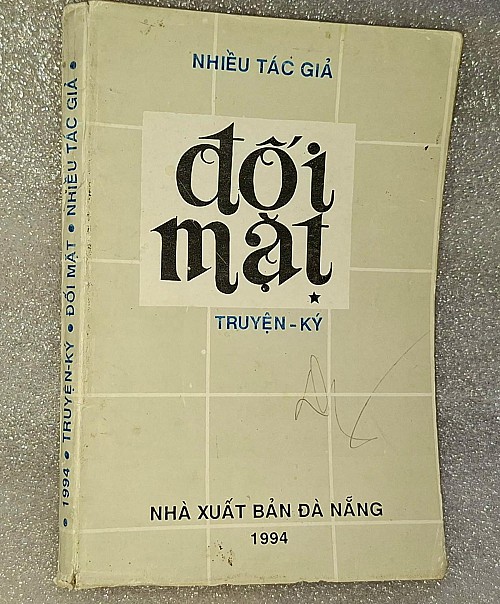 NHIỀU TÁC GIẢ
đối
mặt
TRUYỆN - KÝ
NHÀ XUẤT BẢN ĐÀ NẴNG
1994
• 1994 • TRUYỆN-KÝ • ĐỐI MẶT • NHIỀU TÁC GIẢ •